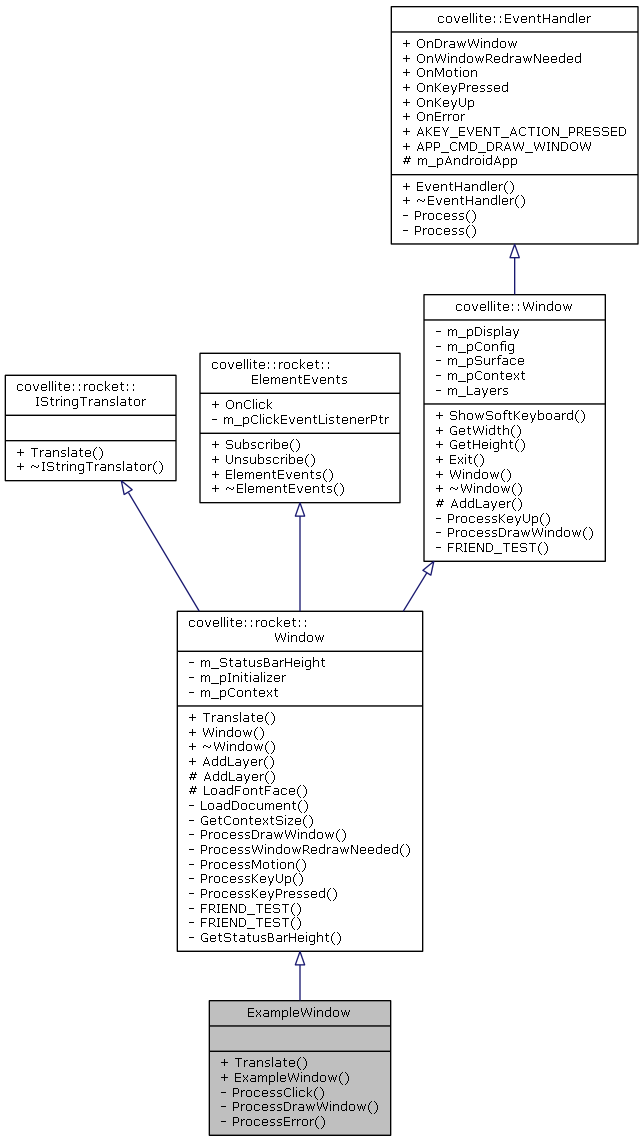 covellite::EventHandler
+ OnDrawWindow
+ OnWindowRedrawNeeded
+ OnMotion
+ OnKeyPressed
+ OnKeyUp
+ OnError
+ AKEY_EVENT_ACTION_PRESSED
+ APP_CMD_DRAW_WINDOW
# m_pAndroidApp
+ EventHandler()
+ ~EventHandler()
- Process()
- Process()
covellite::Window
- m_pDisplay
- m_pConfig
- m_pSurface
- m_pContext
- m_Layers
+ ShowSoftKeyboard()
+ GetWidth()
+ GetHeight()
+ Exit()
+ Window()
+ ~Window()
# AddLayer()
- ProcessKeyUp()
- ProcessDrawWindow()
- FRIEND_TEST()
covellite::rocket::
ElementEvents
+ OnClick
- m_pClickEventListenerPtr
+ Subscribe()
+ Unsubscribe()
+ ElementEvents()
+ ~ElementEvents()
covellite::rocket::
IStringTranslator
+ Translate()
+ ~IStringTranslator()
covellite::rocket::
Window
- m_StatusBarHeight
- m_pInitializer
- m_pContext
+ Translate()
+ Window()
+ ~Window()
+ AddLayer()
# AddLayer()
# LoadFontFace()
- LoadDocument()
- GetContextSize()
- ProcessDrawWindow()
- ProcessWindowRedrawNeeded()
- ProcessMotion()
- ProcessKeyUp()
- ProcessKeyPressed()
- FRIEND_TEST()
- FRIEND_TEST()
- GetStatusBarHeight()
ExampleWindow
+ Translate()
+ ExampleWindow()
- ProcessClick()
- ProcessDrawWindow()
- ProcessError()